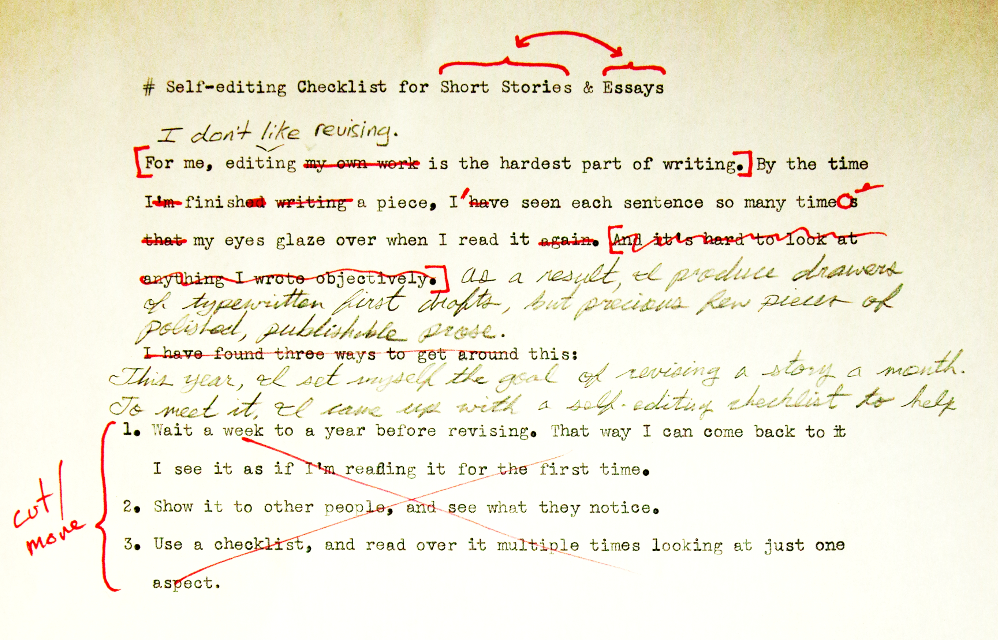 # Self-editing Checklist for Short Stories & Essays
I don't like revising.
For me, editing my own work is the hardest part of writing. By the time
I'm finished writing a piece, I've have seen each sentence so many times
that my eyes glaze over when I read it again. And it's hard to look at
anything I wrote objectively. As a result, I produce drawers
of typewritten first drafts, but precious few pieces of
polished, publishable prose.
I have found three ways to get around this:
This year, I set myself the goal of revising a story a month.
To meet it, I came up with a self-editing checklist to help
1. Wait a week to a year before revising. That way I can come back to it
I see it as if I'm reading it for the first time.
2. Show it to other people, and see what they notice.
3. Use a checklist, and read over it multiple times looking at just one
aspect.
cut/
move